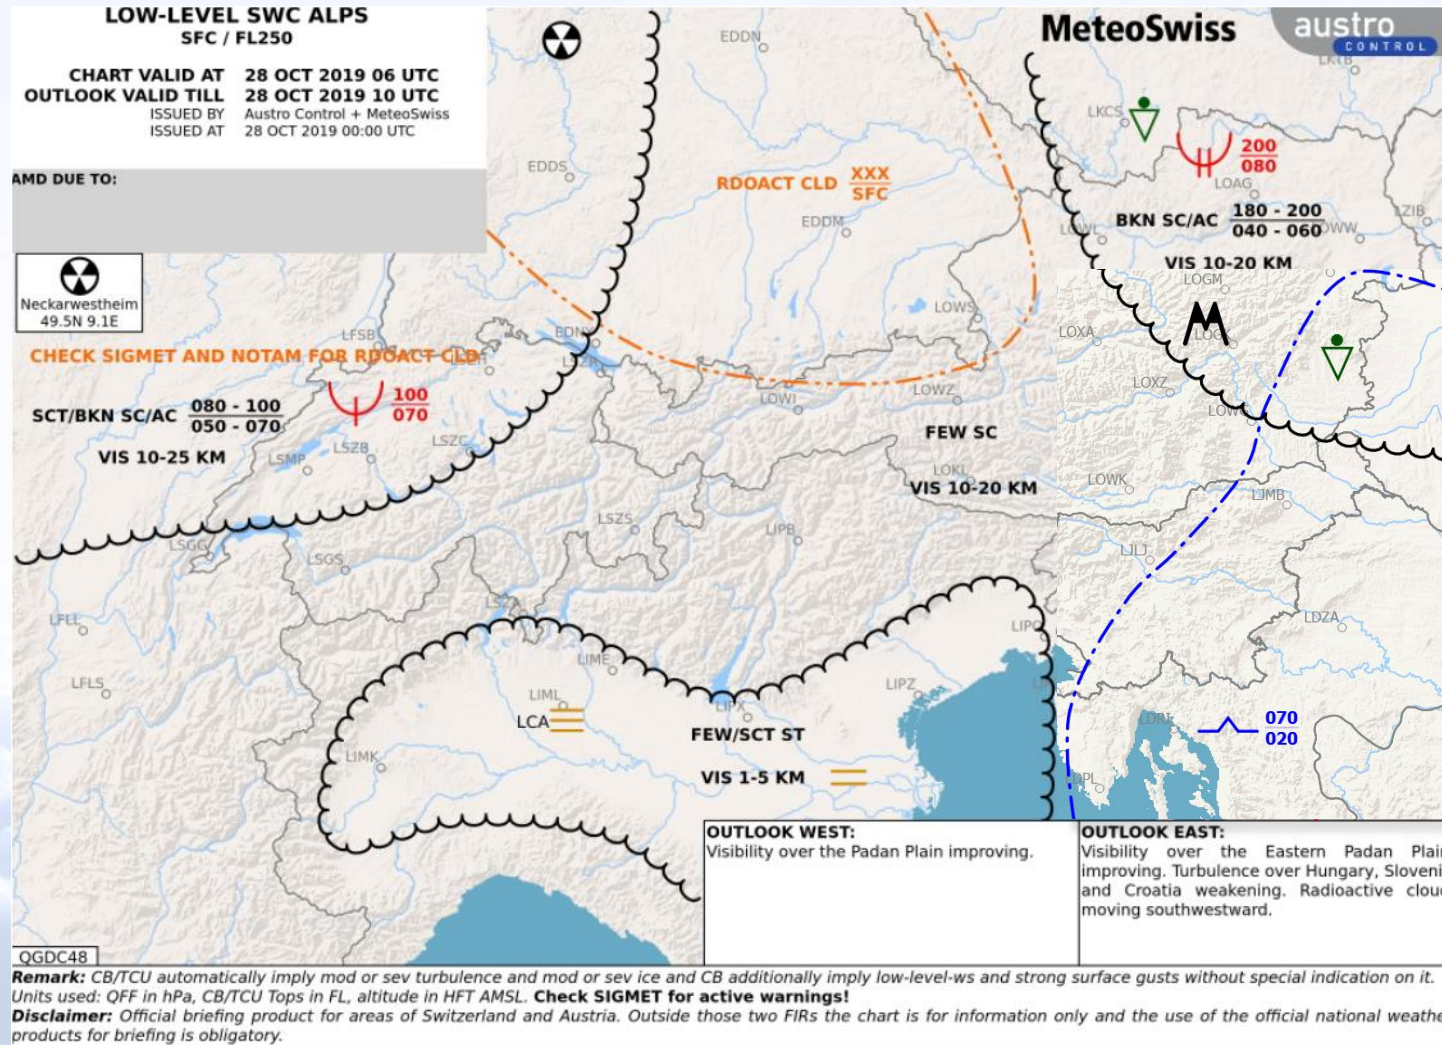 LOW-LEVEL SWC ALPS
SFC / FL250
CHART VALID AT 28 OCT 2019 06 UTC
OUTLOOK VALID TILL 28 OCT 2019 10 UTC
ISSUED BY Austro Control + MeteoSwiss
ISSUED AT 28 OCT 2019 00:00 UTC
AMD DUE TO:
MeteoSwiss
austro
CONTROL
EDDN
LKTB
LKCS
EDDS
RDOACT CLD XXX
SFC
200
080
LOAG
EDDM
BKN SC/AC 180 - 200
040 - 060
LOWL
LZIB
VIS 10-20 KM
Neckarwestheim
49.5N 9.1E
LOGM
LOWS
LFSB
EDNY
LOXA
CHECK SIGMET AND NOTAM FOR RDOACT CLD
LOWI
LOWZ
LOXZ
100
070
SCT/BKN SC/AC 080 - 100
050 - 070
FEW SC
LSZB
LSZC
LSMP
VIS 10-25 KM
LOKL
VIS 10-20 KM
LOWK
LJMB
LSZS
LIPB
LSGG
LSGS
LJLJ
LFLL
LDZA
LIPQ
LIME
LFLS
LIML
LIPZ
LIPX
LCA
FEW/SCT ST
LDRI
070
020
LIMK
VIS 1-5 KM
OUTLOOK WEST:
Visibility over the Padan Plain improving.
OUTLOOK EAST:
Visibility over the Eastern Padan Plain
improving. Turbulence over Hungary, Sloveni
and Croatia weakening. Radioactive clou
moving southwestward.
QGDC48
Remark: CB/TCU automatically imply mod or sev turbulence and mod or sev ice and CB additionally imply low-level-ws and strong surface gusts without special indication on it.
Units used: QFF in hPa, CB/TCU Tops in FL, altitude in HFT AMSL. Check SIGMET for active warnings!
Disclaimer: Official briefing product for areas of Switzerland and Austria. Outside those two FIRs the chart is for information only and the use of the official national weathe
products for briefing is obligatory.